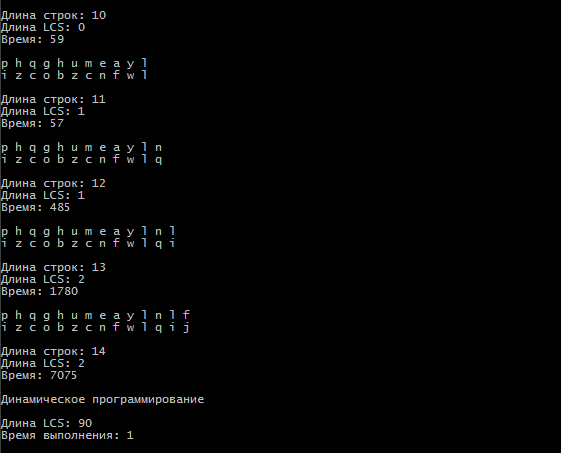 Длина строк: 10
Длина LCS: 0
Время: 59
p h q g h u m e a y l
i z c o b z c n f w l
Длина строк: 11
Длина LCS: 1
Время: 57
p h q g h u m e a y l n
i z c o b z c n f w l q
Длина строк: 12
Длина LCS: 1
Время: 485
p h q g h u m e a y l n l
i z c o b z c n f w l q i
Длина строк: 13
Длина LCS: 2
Время: 1780
p h q g h u m e a y l n l f
i z c o b z c n f w l q i j
Длина строк: 14
Длина LCS: 2
Время: 7075
Динамическое программирование
Длина LCS: 90
Время выполнения: 1